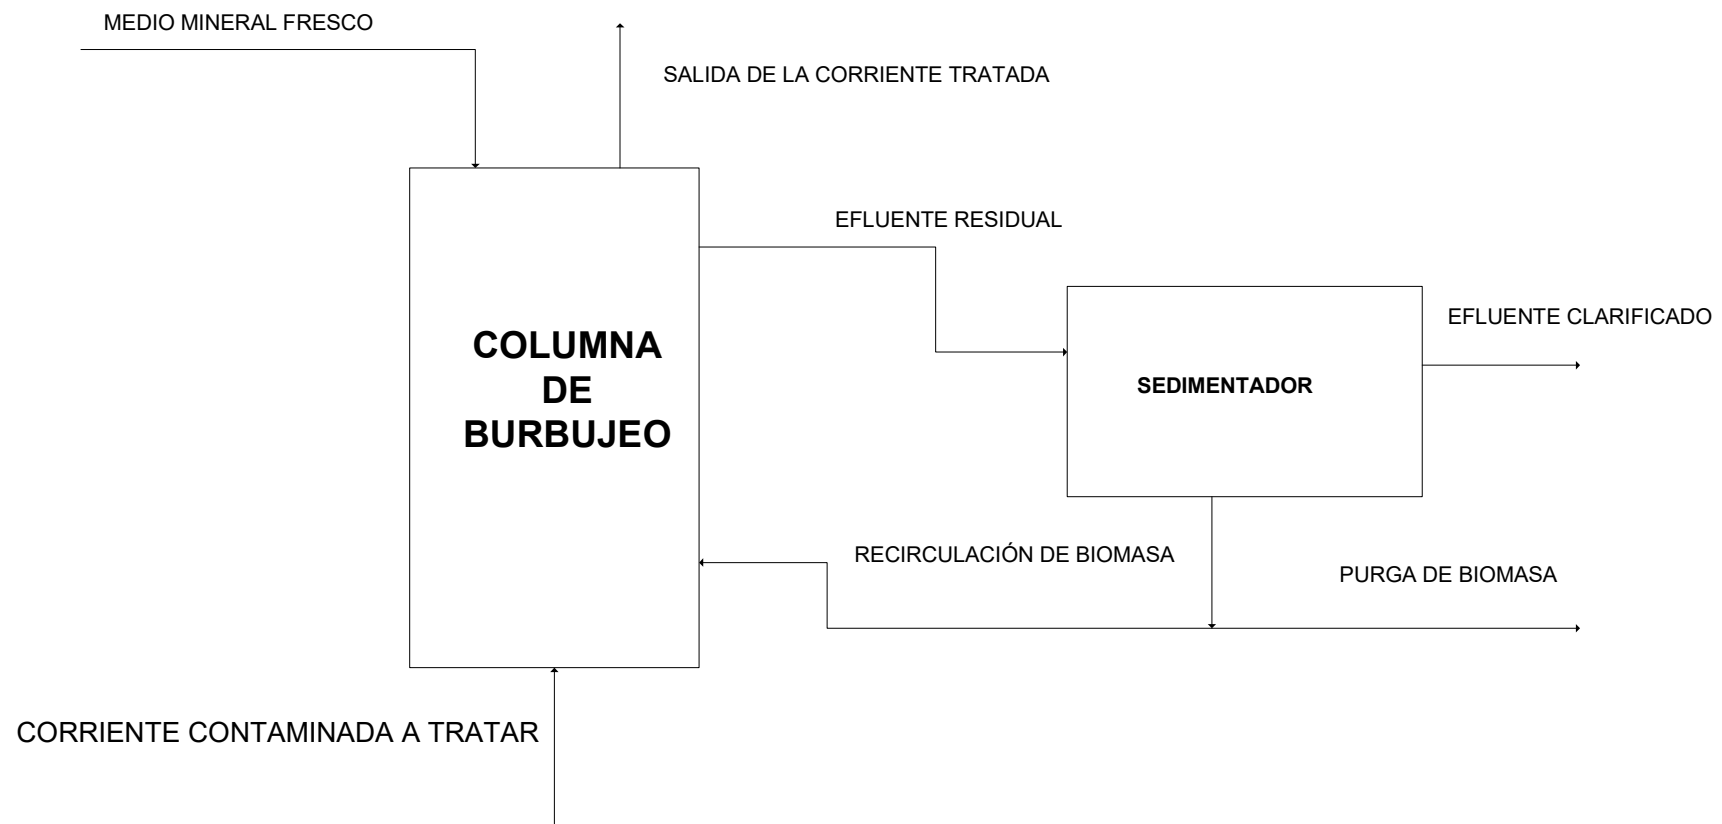 MEDIO MINERAL FRESCO
SALIDA DE LA CORRIENTE TRATADA
EFLUENTE RESIDUAL
EFLUENTE CLARIFICADO
COLUMNA
DE
BURBUJEO
SEDIMENTADOR
RECIRCULACIÓN DE BIOMASA
PURGA DE BIOMASA
CORRIENTE CONTAMINADA A TRATAR